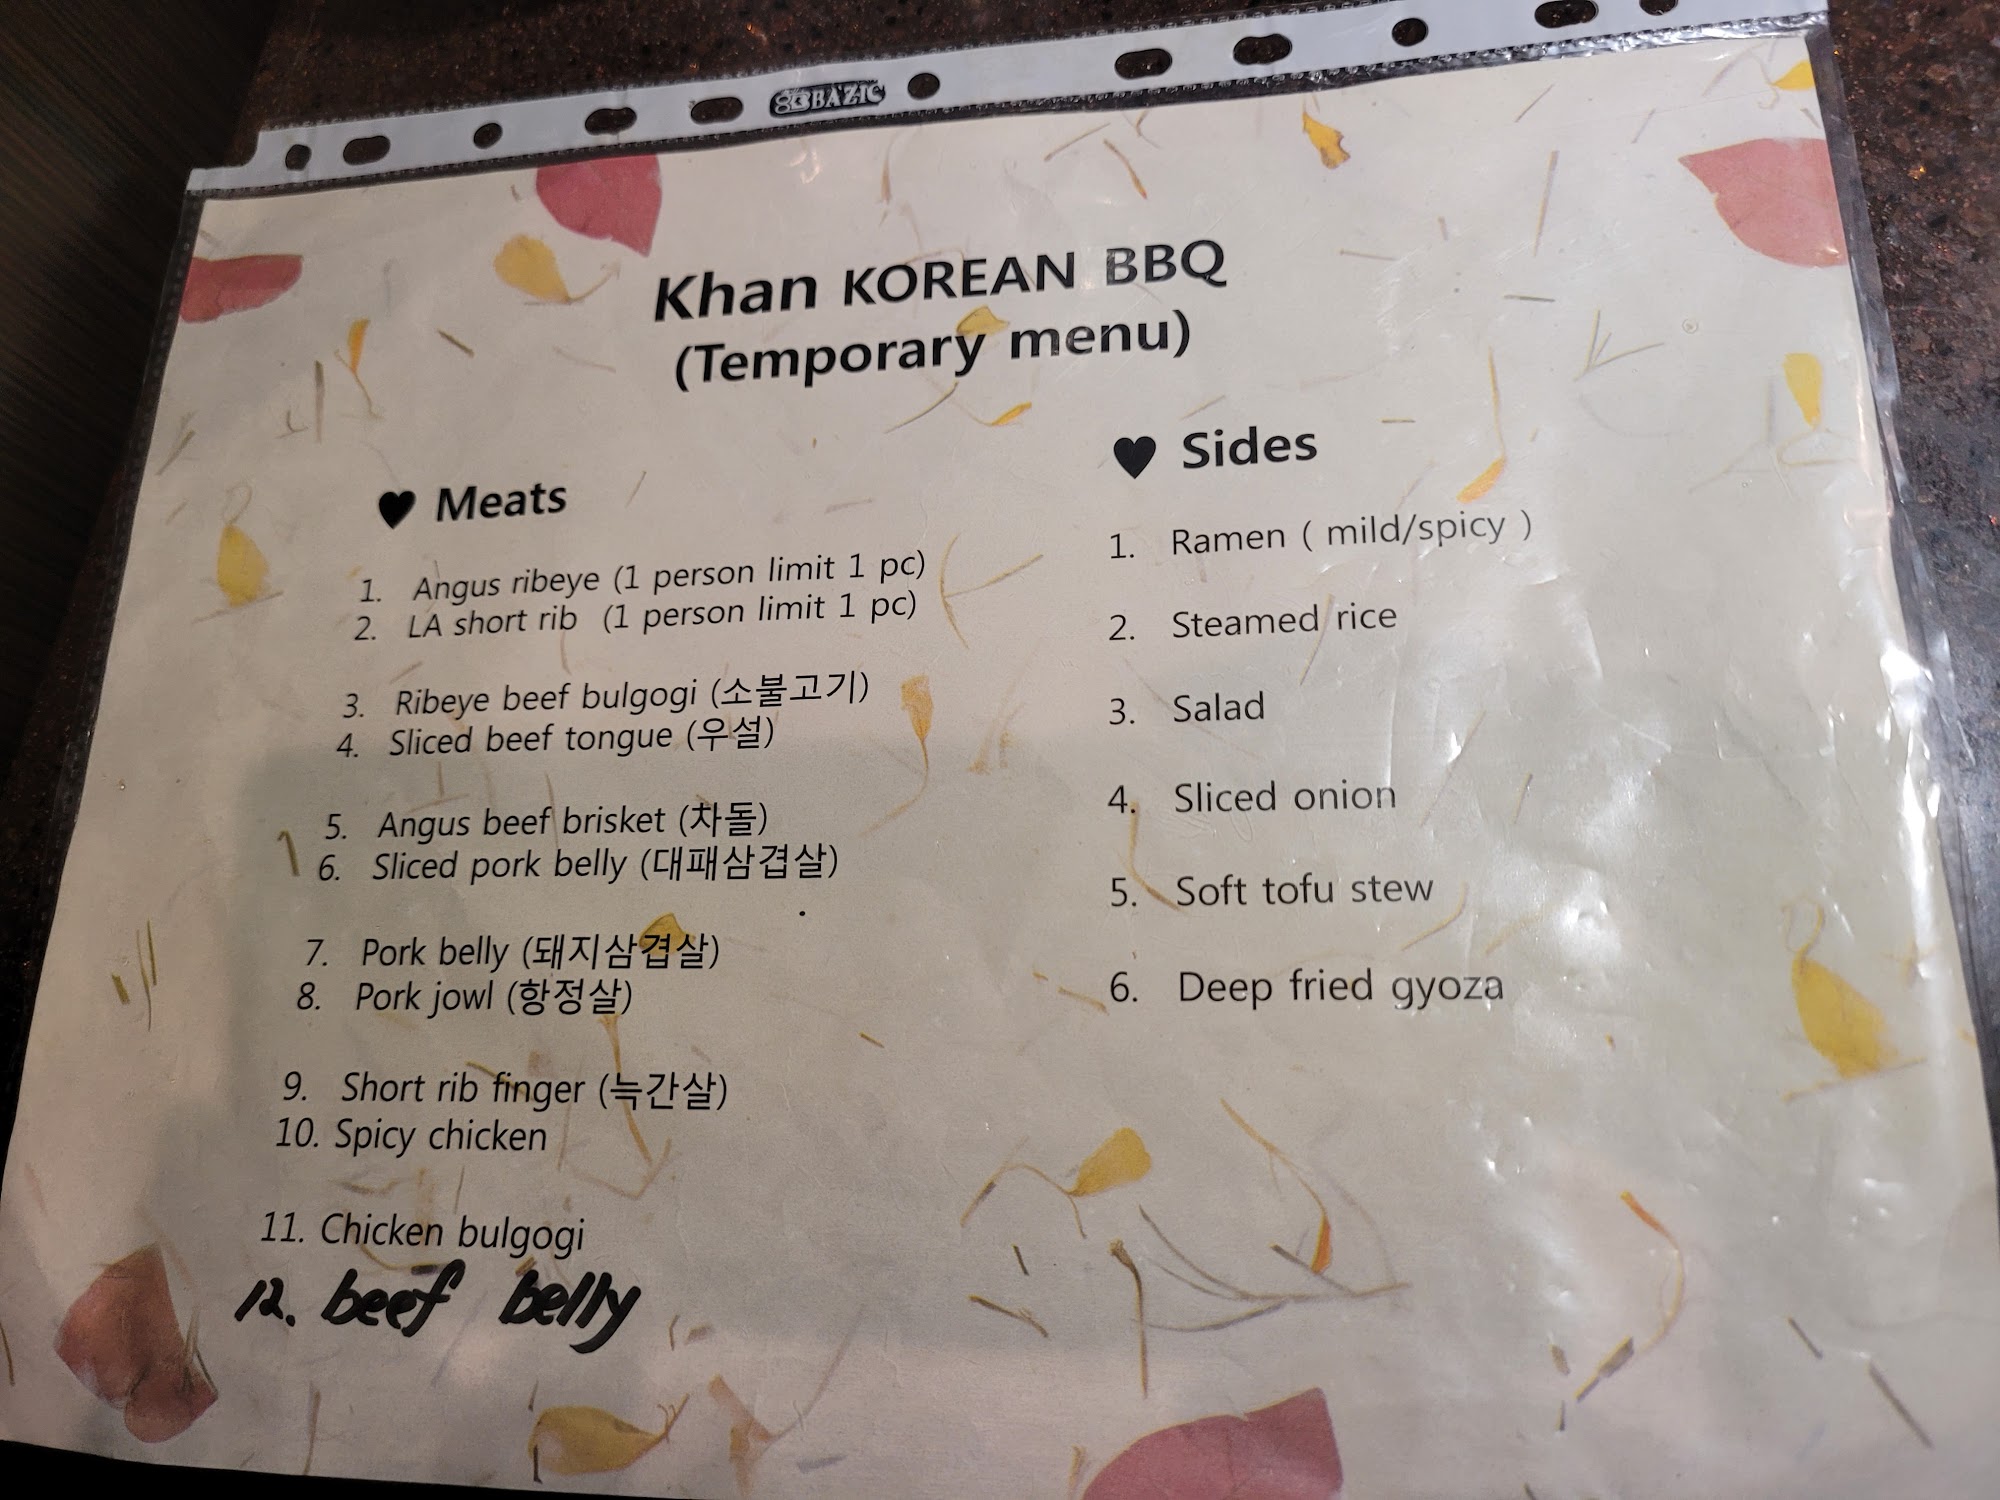 BAZIC
Khan KOREAN BBQ
(Temporary menu)
♥ Meats
1. Angus ribeye (1 person limit 1 pc)
2. LA short rib (1 person limit 1 pc)
3. Ribeye beef bulgogi (소불고기)
4. Sliced beef tongue (우설)
5. Angus beef brisket (차돌)
6. Sliced pork belly (대패삼겹살)
7. Pork belly (돼지삼겹살)
8. Pork jowl (항정살)
9. Short rib finger (늑간살)
10. Spicy chicken
11. Chicken bulgogi
12. beef belly
♥ Sides
1. Ramen ( mild/spicy )
2. Steamed rice
3. Salad
4. Sliced onion
5. Soft tofu stew
6. Deep fried gyoza